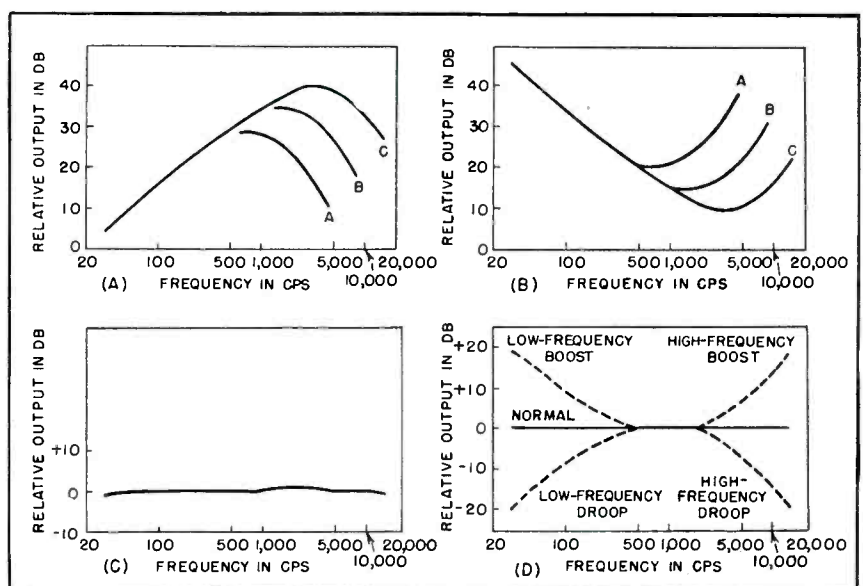 RELATIVE OUTPUT IN DB
40
30
20
10
0
A
B
C
20
100
500
1,000
5,000
20,000
10,000
(A) FREQUENCY IN CPS
RELATIVE OUTPUT IN DB
40
30
20
10
0
A
B
C
20
100
500
1,000
5,000
20,000
10,000
(B) FREQUENCY IN CPS
RELATIVE OUTPUT IN DB
+10
0
-10
20
100
500
1,000
5,000
20,000
10,000
(C) FREQUENCY IN CPS
RELATIVE OUTPUT IN DB
+20
+10
0
-10
-20
LOW-FREQUENCY
BOOST
HIGH-FREQUENCY
BOOST
NORMAL
LOW-FREQUENCY
DROOP
HIGH-
FREQUENCY
DROOP
20
100
500
1,000
5,000
20,000
10,000
(D) FREQUENCY IN CPS